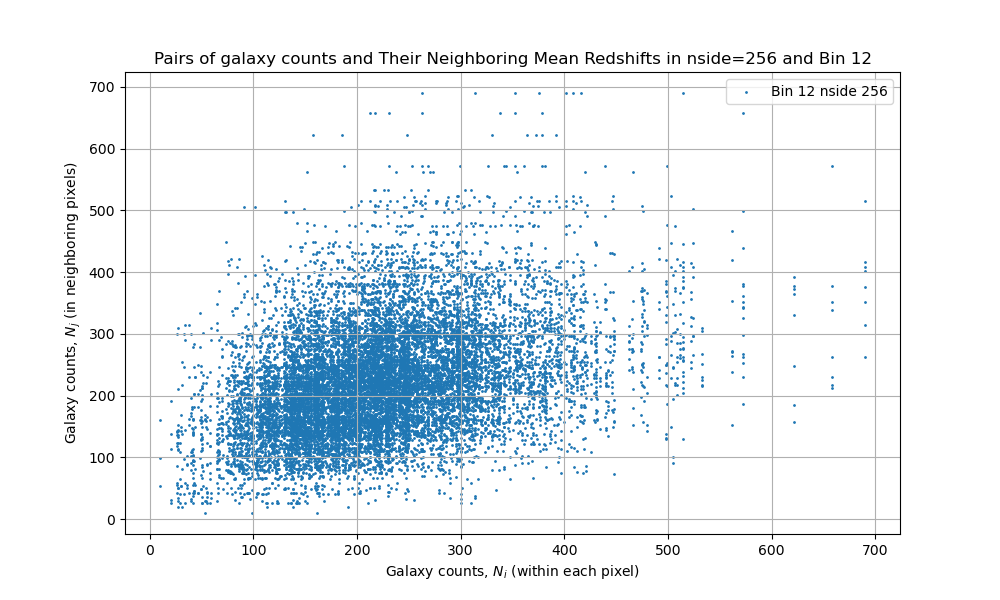 Pairs of galaxy counts and Their Neighboring Mean Redshifts in nside=256 and Bin 12
Bin 12 nside 256
Galaxy counts, N_j (in neighboring pixels)
700
600
500
400
300
200
100
0
0 100 200 300 400 500 600 700
Galaxy counts, N_i (within each pixel)